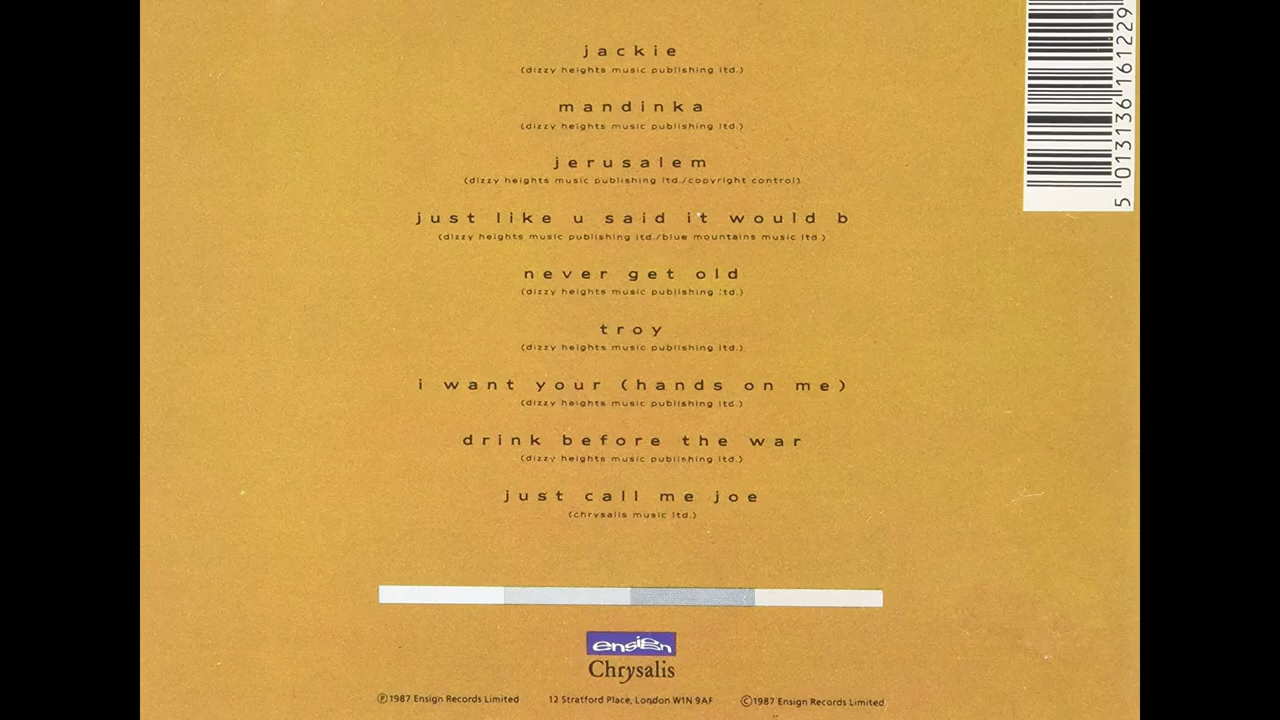 jackie
(dizzy heights music publishing ltd.)
mandinka
(dizzy heights music publishing ltd.)
jerusalem
(dizzy heights music publishing ltd./copyright control)
just like u said it would b
(dizzy heights music publishing ltd./blue mountains music ltd.)
never get old
(dizzy heights music publishing ltd.)
troy
(dizzy heights music publishing ltd.)
i want your (hands on me)
(dizzy heights music publishing ltd.)
drink before the war
(dizzy heights music publishing ltd.)
just call me joe
(chrysalis music ltd.)
5 013136 161229
ensign
Chrysalis
Ⓟ1987 Ensign Records Limited 12 Stratford Place, London W1N 9AF ©1987 Ensign Records Limited